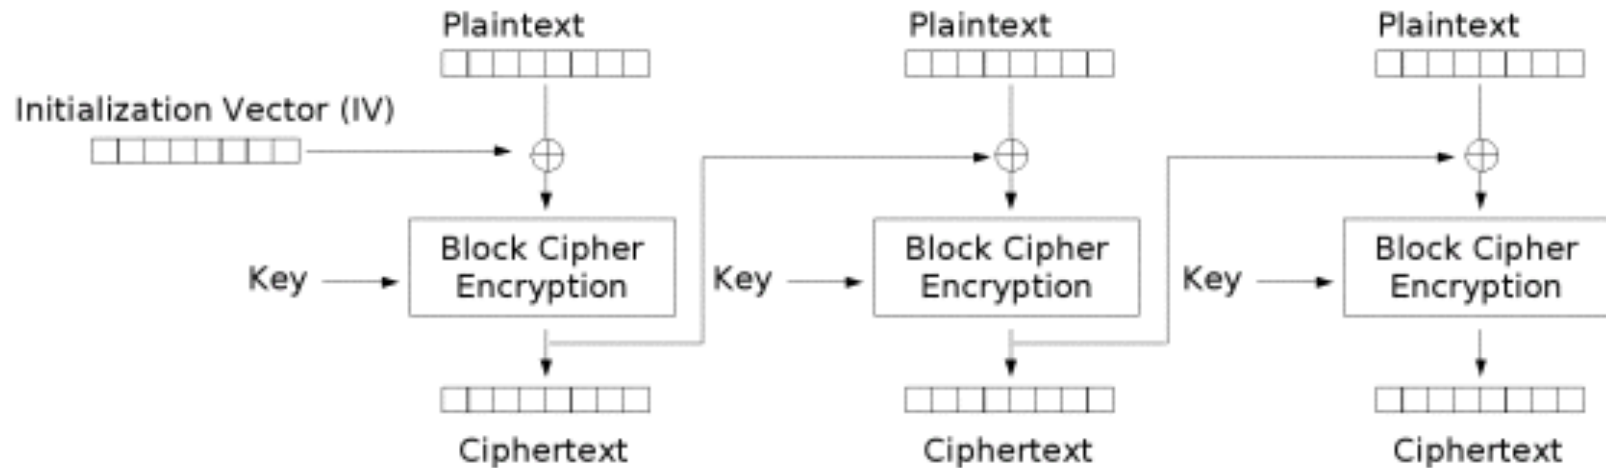 Plaintext
Plaintext
Plaintext
Initialization Vector (IV)
Key
Block Cipher
Encryption
Key
Block Cipher
Encryption
Key
Block Cipher
Encryption
Ciphertext
Ciphertext
Ciphertext